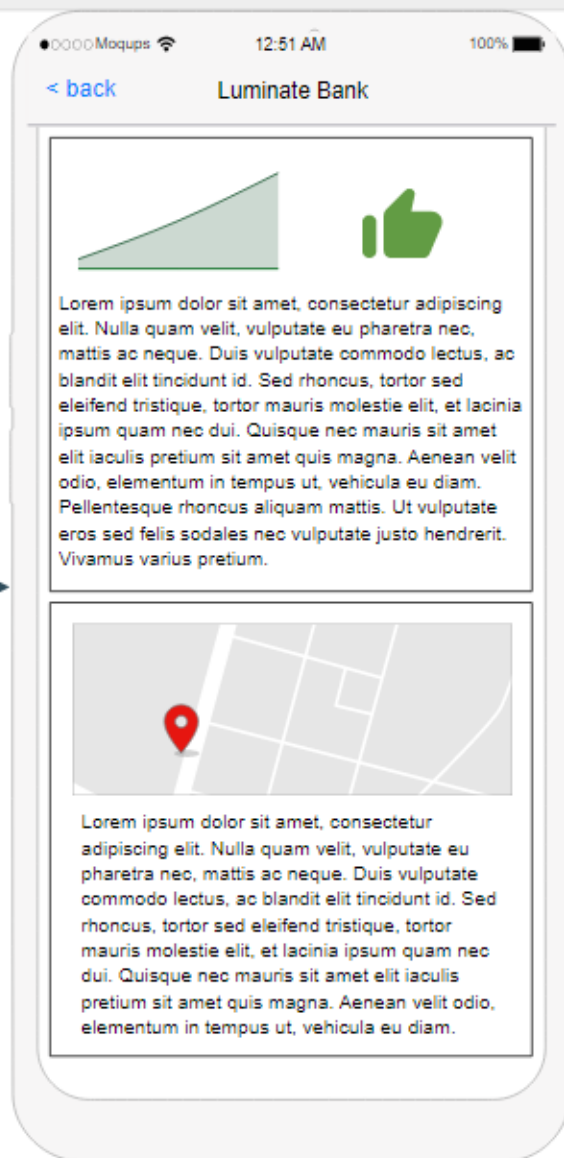 Moqups 12:51 AM 100%
< back Luminate Bank
Lorem ipsum dolor sit amet, consectetur adipiscing
elit. Nulla quam velit, vulputate eu pharetra nec,
mattis ac neque. Duis vulputate commodo lectus, ac
blandit elit tincidunt id. Sed rhoncus, tortor sed
eleifend tristique, tortor mauris molestie elit, et lacinia
ipsum quam nec dui. Quisque nec mauris sit amet
elit iaculis pretium sit amet quis magna. Aenean velit
odio, elementum in tempus ut, vehicula eu diam.
Pellentesque rhoncus aliquam mattis. Ut vulputate
eros sed felis sodales nec vulputate justo hendrerit.
Vivamus varius pretium.
Lorem ipsum dolor sit amet, consectetur
adipiscing elit. Nulla quam velit, vulputate eu
pharetra nec, mattis ac neque. Duis vulputate
commodo lectus, ac blandit elit tincidunt id. Sed
rhoncus, tortor sed eleifend tristique, tortor
mauris molestie elit, et lacinia ipsum quam nec
dui. Quisque nec mauris sit amet elit iaculis
pretium sit amet quis magna. Aenean velit odio,
elementum in tempus ut, vehicula eu diam.